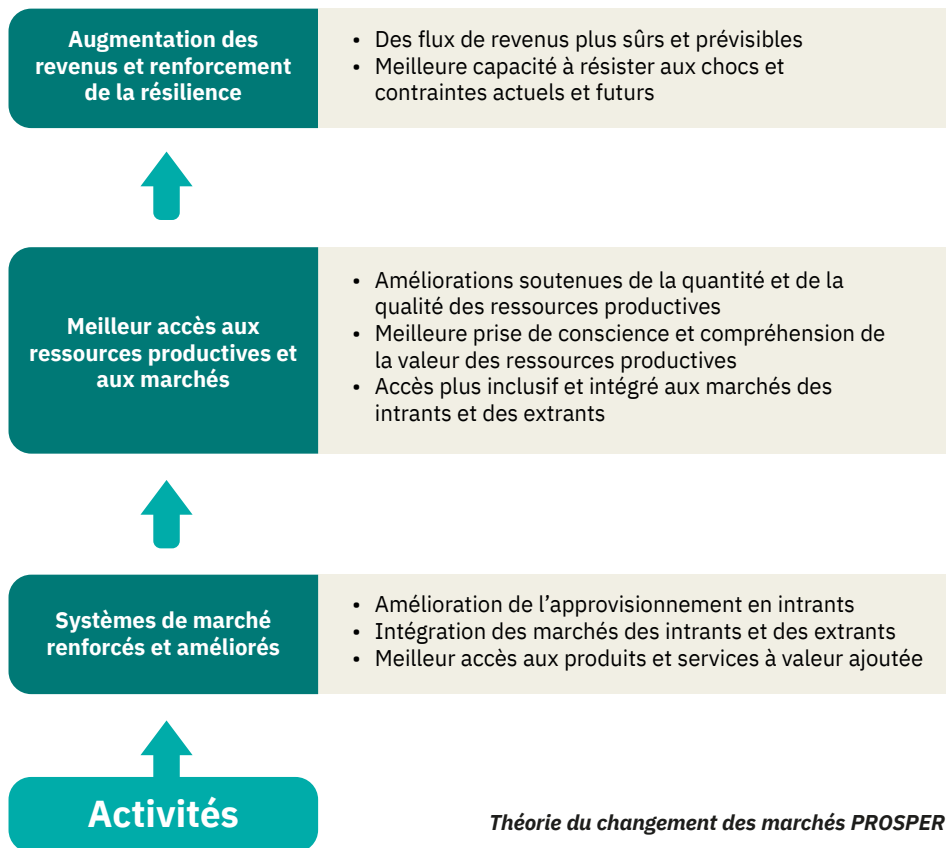 Augmentation des
revenus et renforcement
de la résilience
• Des flux de revenus plus sûrs et prévisibles
• Meilleure capacité à résister aux chocs et
contraintes actuels et futurs
Meilleur accès aux
ressources productives et
aux marchés
• Améliorations soutenues de la quantité et de la
qualité des ressources productives
• Meilleure prise de conscience et compréhension de
la valeur des ressources productives
• Accès plus inclusif et intégré aux marchés des
intrants et des extrants
Systèmes de marché
renforcés et améliorés
• Amélioration de l’approvisionnement en intrants
• Intégration des marchés des intrants et des extrants
• Meilleur accès aux produits et services à valeur ajoutée
Activités
Théorie du changement des marchés PROSPER